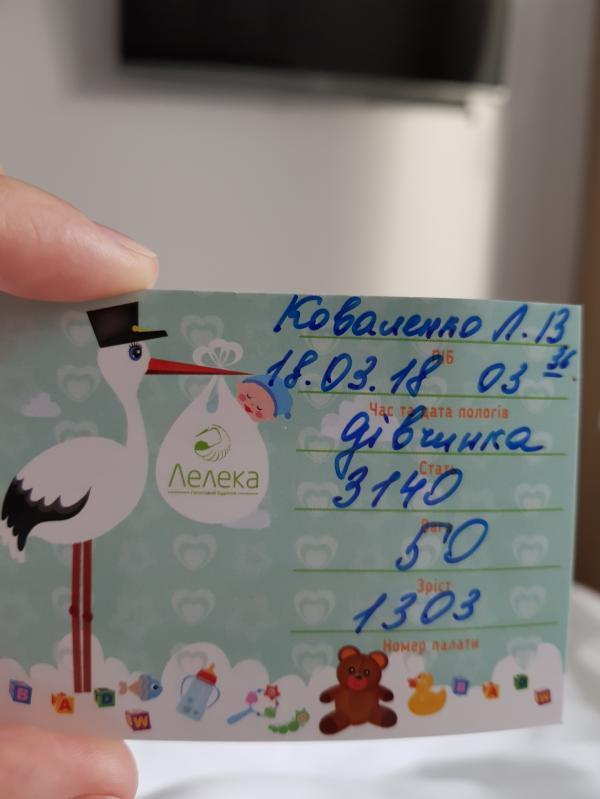 Коваленко Л.В
ПІБ
18.03.18 03 36
Час та дата пологів
дівчинка
Стать
3140
Вага
50
Зріст
1303
Номер палати
Лелека
B A D W
B A D W